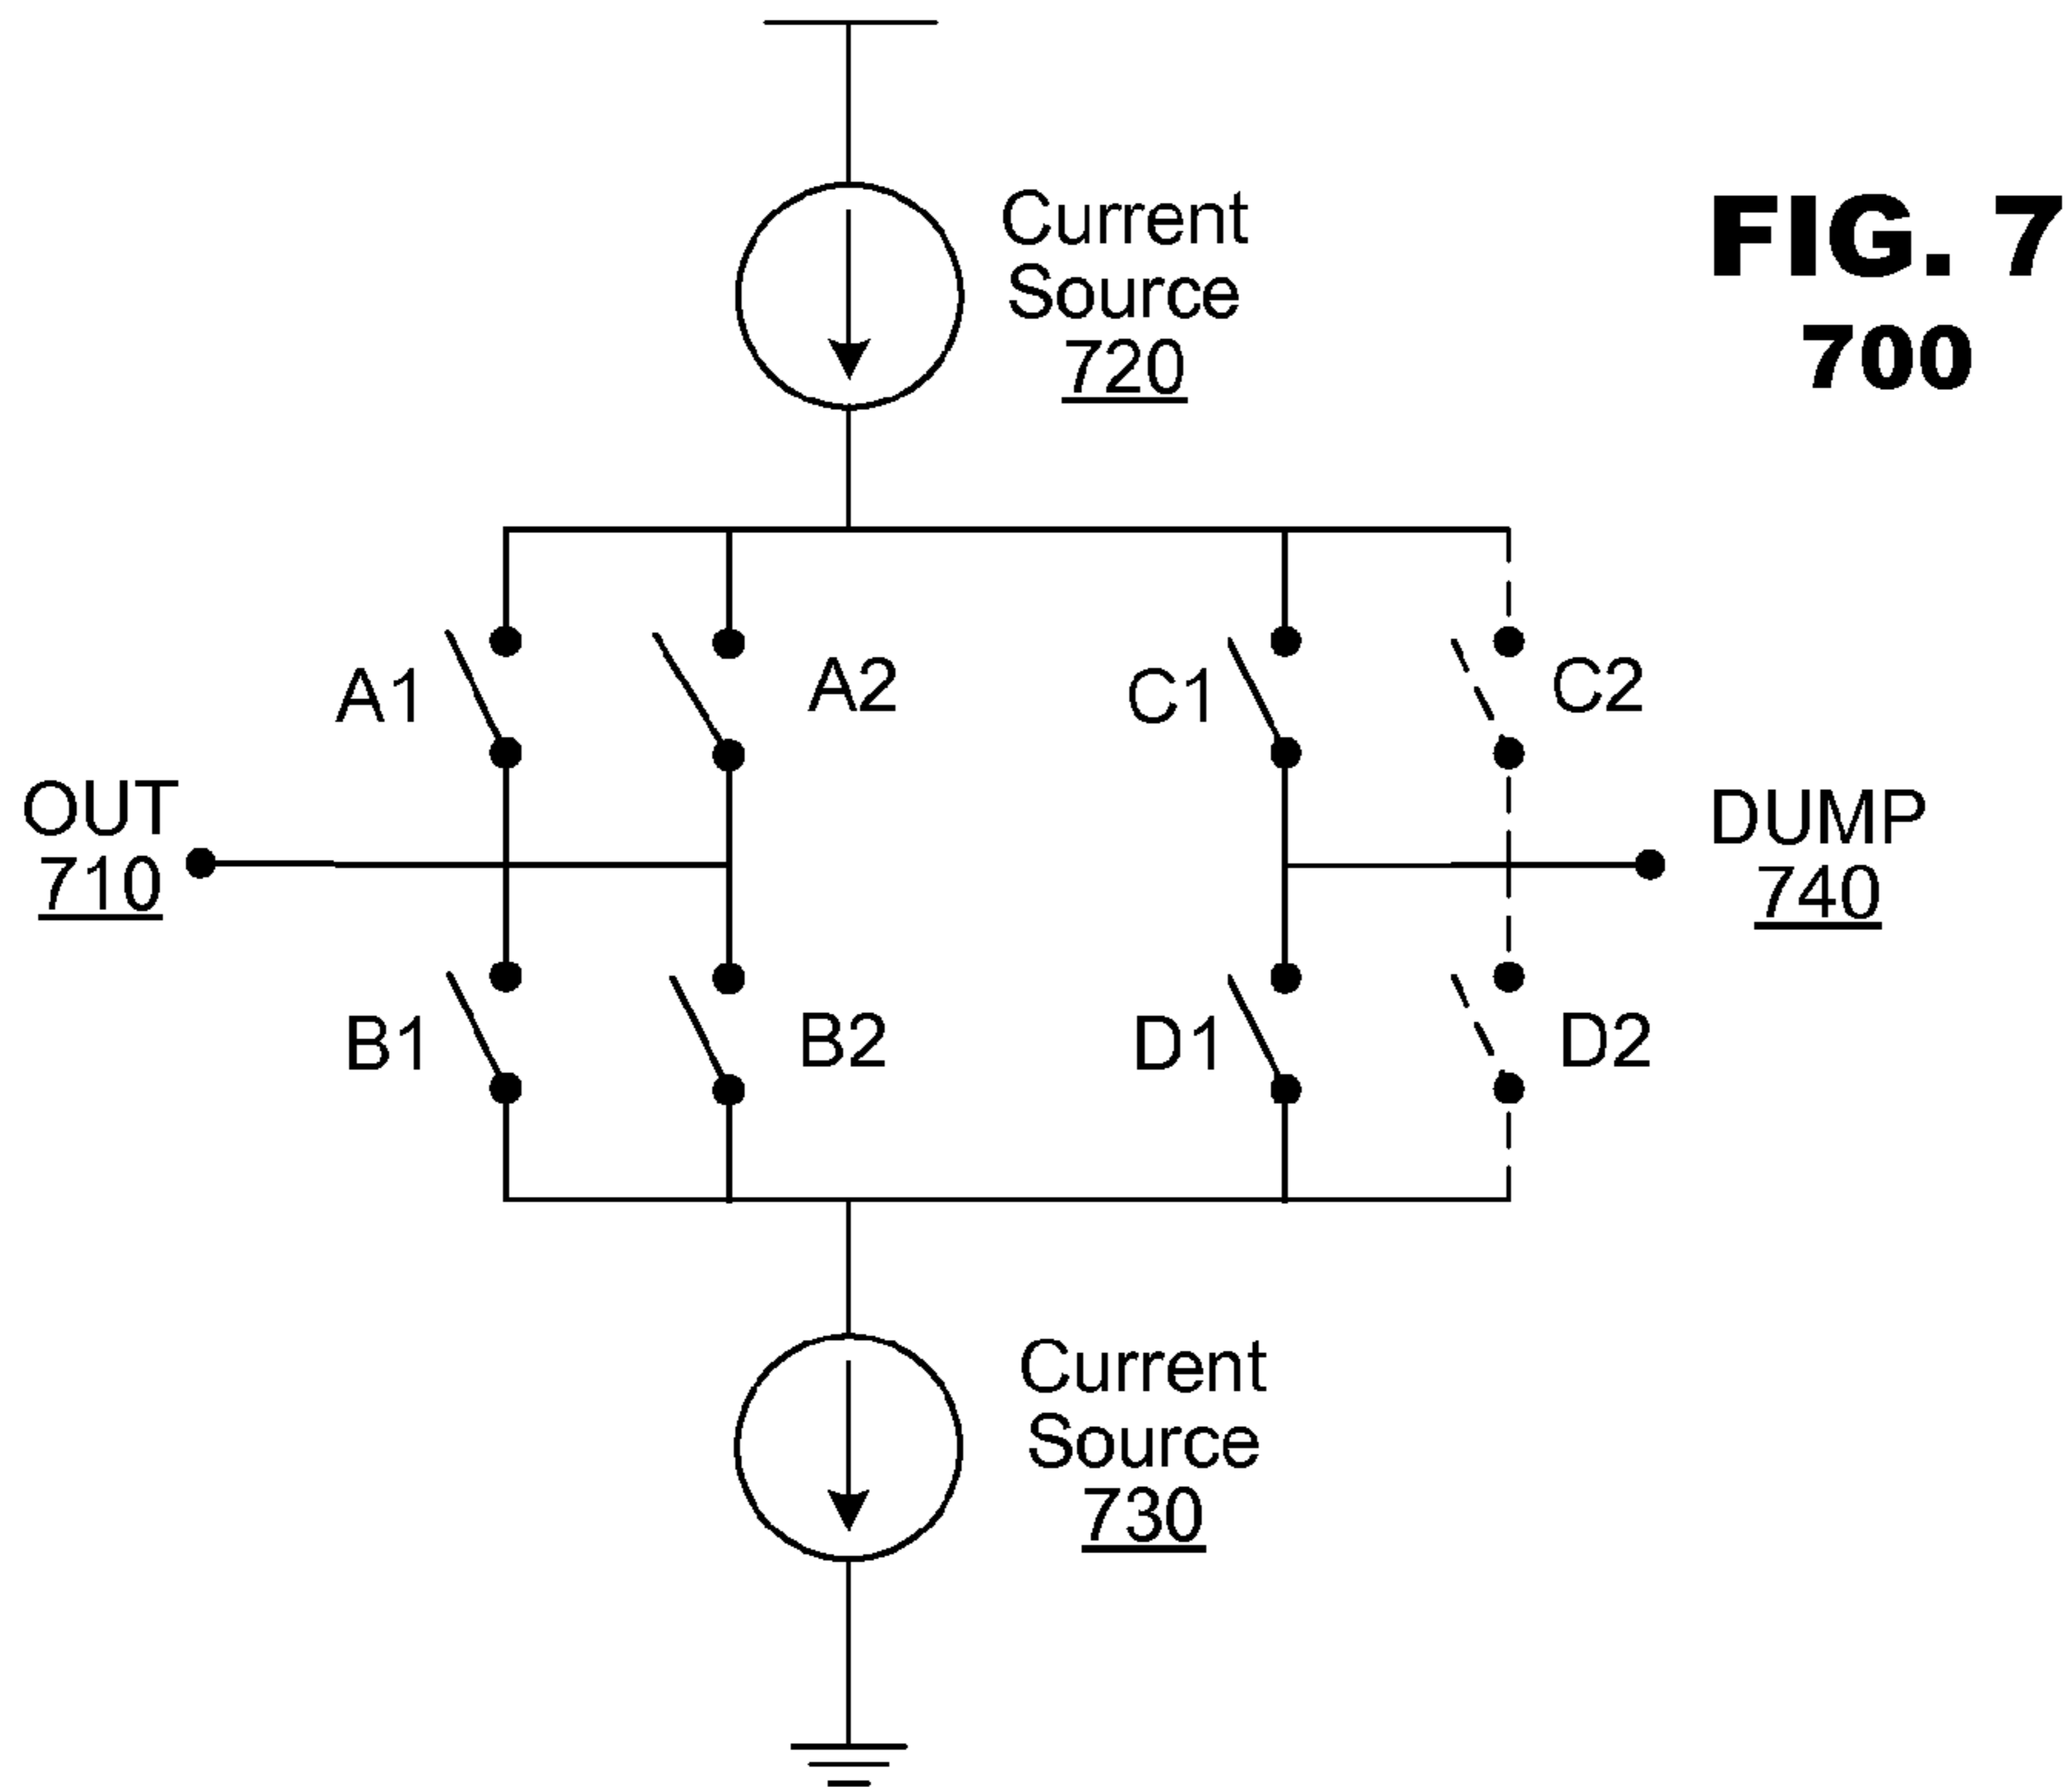 FIG. 7
700
Current
Source
720
A1
A2
C1
C2
OUT
710
DUMP
740
B1
B2
D1
D2
Current
Source
730